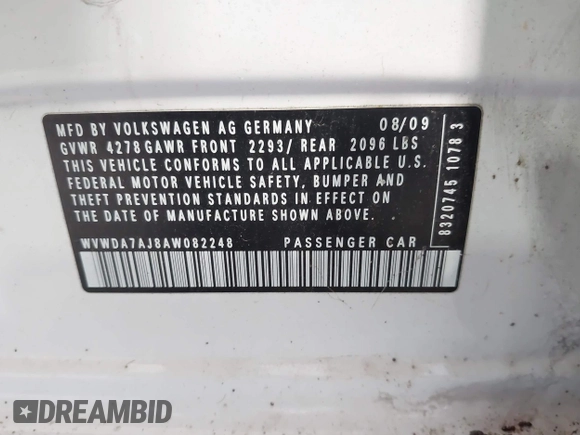 MFD BY VOLKSWAGEN AG GERMANY 08/09
GVWR 4278 GAWR FRONT 2293/ REAR 2096 LBS
THIS VEHICLE CONFORMS TO ALL APPLICABLE U.S.
FEDERAL MOTOR VEHICLE SAFETY, BUMPER AND
THEFT PREVENTION STANDARDS IN EFFECT ON
THE DATE OF MANUFACTURE SHOWN ABOVE.
WVWDA7AJ8AW082248 PASSENGER CAR
8320745 1078 3
DREAMBID